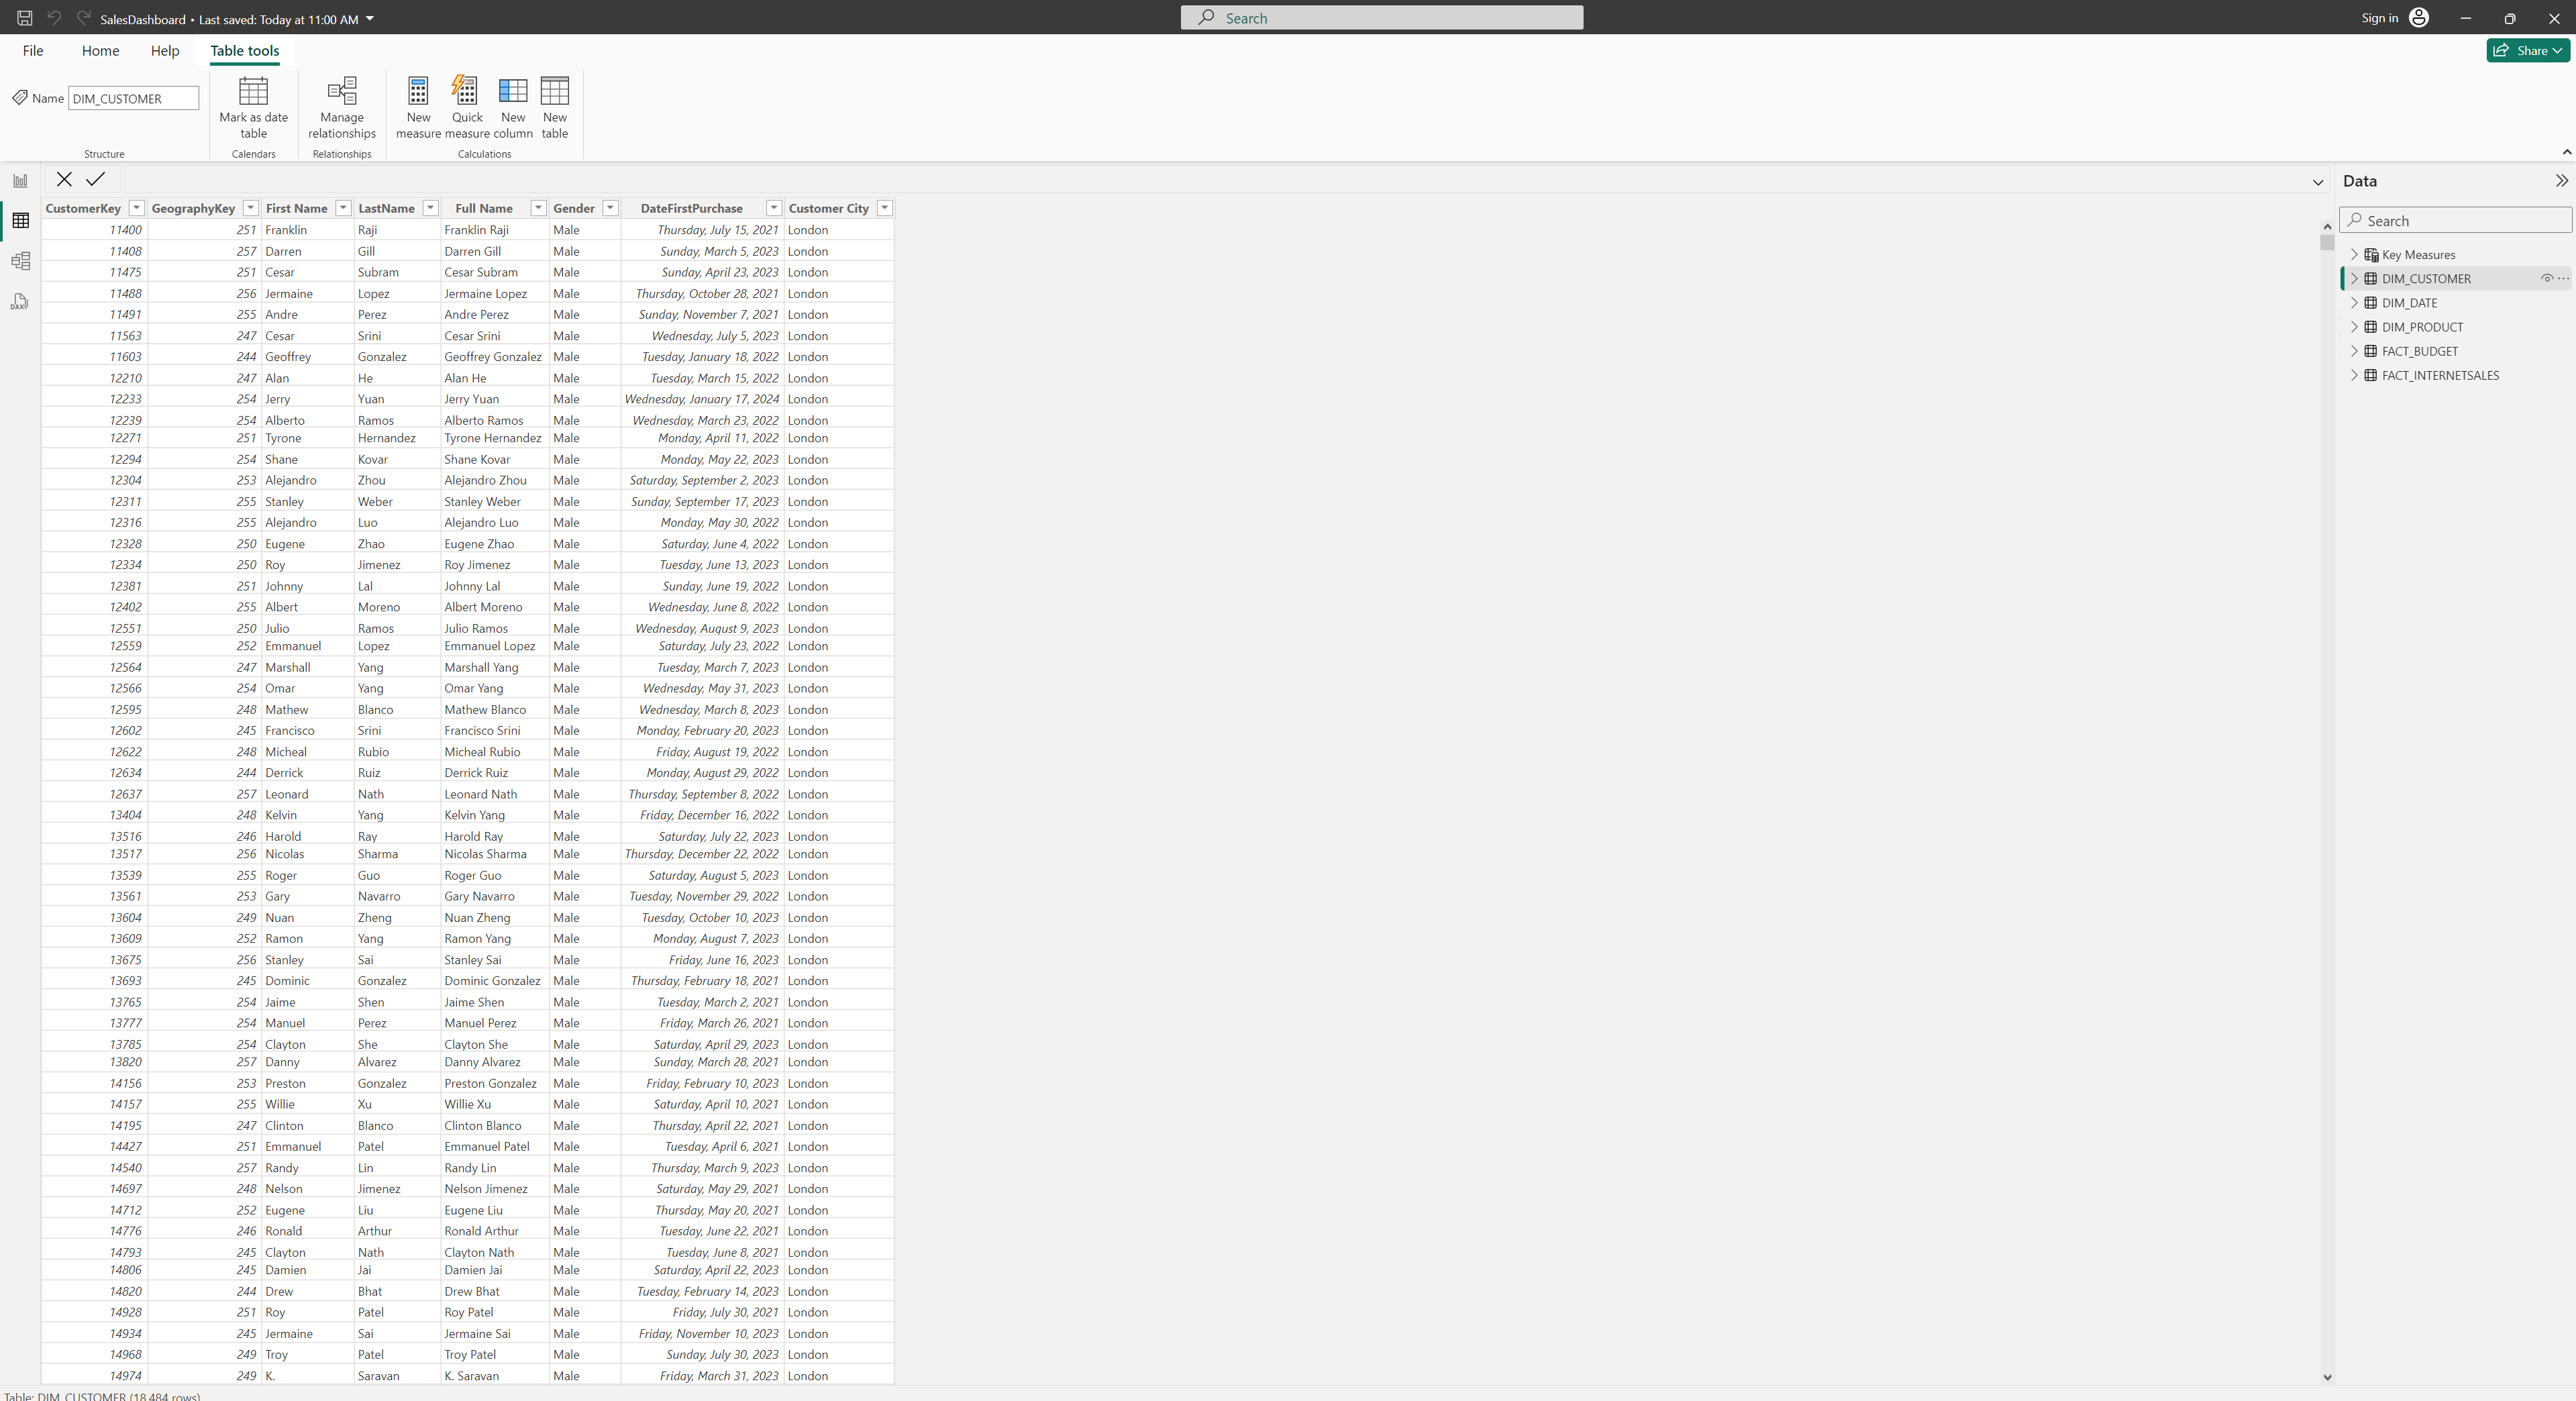 SalesDashboard • Last saved: Today at 11:00 AM
Search
Sign in
File Home Help Table tools
Share
Name DIM_CUSTOMER
Mark as date table
Manage relationships
New measure
Quick measure
New column
New table
Structure Calendars Relationships Calculations
CustomerKey GeographyKey First Name LastName Full Name Gender DateFirstPurchase Customer City
11400 251 Franklin Raji Franklin Raji Male Thursday, July 15, 2021 London
11408 257 Darren Gill Darren Gill Male Sunday, March 5, 2023 London
11475 251 Cesar Subram Cesar Subram Male Sunday, April 23, 2023 London
11488 256 Jermaine Lopez Jermaine Lopez Male Thursday, October 28, 2021 London
11491 255 Andre Perez Andre Perez Male Sunday, November 7, 2021 London
11563 247 Cesar Srini Cesar Srini Male Wednesday, July 5, 2023 London
11603 244 Geoffrey Gonzalez Geoffrey Gonzalez Male Tuesday, January 18, 2022 London
12210 247 Alan He Alan He Male Tuesday, March 15, 2022 London
12233 254 Jerry Yuan Jerry Yuan Male Wednesday, January 17, 2024 London
12239 254 Alberto Ramos Alberto Ramos Male Wednesday, March 23, 2022 London
12271 251 Tyrone Hernandez Tyrone Hernandez Male Monday, April 11, 2022 London
12294 254 Shane Kovar Shane Kovar Male Monday, May 22, 2023 London
12304 253 Alejandro Zhou Alejandro Zhou Male Saturday, September 2, 2023 London
12311 255 Stanley Weber Stanley Weber Male Sunday, September 17, 2023 London
12316 255 Alejandro Luo Alejandro Luo Male Monday, May 30, 2022 London
12328 250 Eugene Zhao Eugene Zhao Male Saturday, June 4, 2022 London
12334 250 Roy Jimenez Roy Jimenez Male Tuesday, June 13, 2023 London
12381 251 Johnny Lal Johnny Lal Male Sunday, June 19, 2022 London
12402 255 Albert Moreno Albert Moreno Male Wednesday, June 8, 2022 London
12551 250 Julio Ramos Julio Ramos Male Wednesday, August 9, 2023 London
12559 252 Emmanuel Lopez Emmanuel Lopez Male Saturday, July 23, 2022 London
12564 247 Marshall Yang Marshall Yang Male Tuesday, March 7, 2023 London
12566 254 Omar Yang Omar Yang Male Wednesday, May 31, 2023 London
12595 248 Mathew Blanco Mathew Blanco Male Wednesday, March 8, 2023 London
12602 245 Francisco Srini Francisco Srini Male Monday, February 20, 2023 London
12622 248 Micheal Rubio Micheal Rubio Male Friday, August 19, 2022 London
12634 244 Derrick Ruiz Derrick Ruiz Male Monday, August 29, 2022 London
12637 257 Leonard Nath Leonard Nath Male Thursday, September 8, 2022 London
13404 248 Kelvin Yang Kelvin Yang Male Friday, December 16, 2022 London
13516 246 Harold Ray Harold Ray Male Saturday, July 22, 2023 London
13517 256 Nicolas Sharma Nicolas Sharma Male Thursday, December 22, 2022 London
13539 255 Roger Guo Roger Guo Male Saturday, August 5, 2023 London
13561 253 Gary Navarro Gary Navarro Male Tuesday, November 29, 2022 London
13604 249 Nuan Zheng Nuan Zheng Male Tuesday, October 10, 2023 London
13609 252 Ramon Yang Ramon Yang Male Monday, August 7, 2023 London
13675 256 Stanley Sai Stanley Sai Male Friday, June 16, 2023 London
13693 245 Dominic Gonzalez Dominic Gonzalez Male Thursday, February 18, 2021 London
13765 254 Jaime Shen Jaime Shen Male Tuesday, March 2, 2021 London
13777 254 Manuel Perez Manuel Perez Male Friday, March 26, 2021 London
13785 254 Clayton She Clayton She Male Saturday, April 29, 2023 London
13820 257 Danny Alvarez Danny Alvarez Male Sunday, March 28, 2021 London
14156 253 Preston Gonzalez Preston Gonzalez Male Friday, February 10, 2023 London
14157 255 Willie Xu Willie Xu Male Saturday, April 10, 2021 London
14195 247 Clinton Blanco Clinton Blanco Male Thursday, April 22, 2021 London
14427 251 Emmanuel Patel Emmanuel Patel Male Tuesday, April 6, 2021 London
14540 257 Randy Lin Randy Lin Male Thursday, March 9, 2023 London
14697 248 Nelson Jimenez Nelson Jimenez Male Saturday, May 29, 2021 London
14712 252 Eugene Liu Eugene Liu Male Thursday, May 20, 2021 London
14776 246 Ronald Arthur Ronald Arthur Male Tuesday, June 22, 2021 London
14793 245 Clayton Nath Clayton Nath Male Tuesday, June 8, 2021 London
14806 245 Damien Jai Damien Jai Male Saturday, April 22, 2023 London
14820 244 Drew Bhat Drew Bhat Male Tuesday, February 14, 2023 London
14928 251 Roy Patel Roy Patel Male Friday, July 30, 2021 London
14934 245 Jermaine Sai Jermaine Sai Male Friday, November 10, 2023 London
14968 249 Troy Patel Troy Patel Male Sunday, July 30, 2023 London
14974 249 K. Saravan K. Saravan Male Friday, March 31, 2023 London
Table: DIM_CUSTOMER (18,484 rows)
DAX
Data
Search
Key Measures
DIM_CUSTOMER
DIM_DATE
DIM_PRODUCT
FACT_BUDGET
FACT_INTERNETSALES